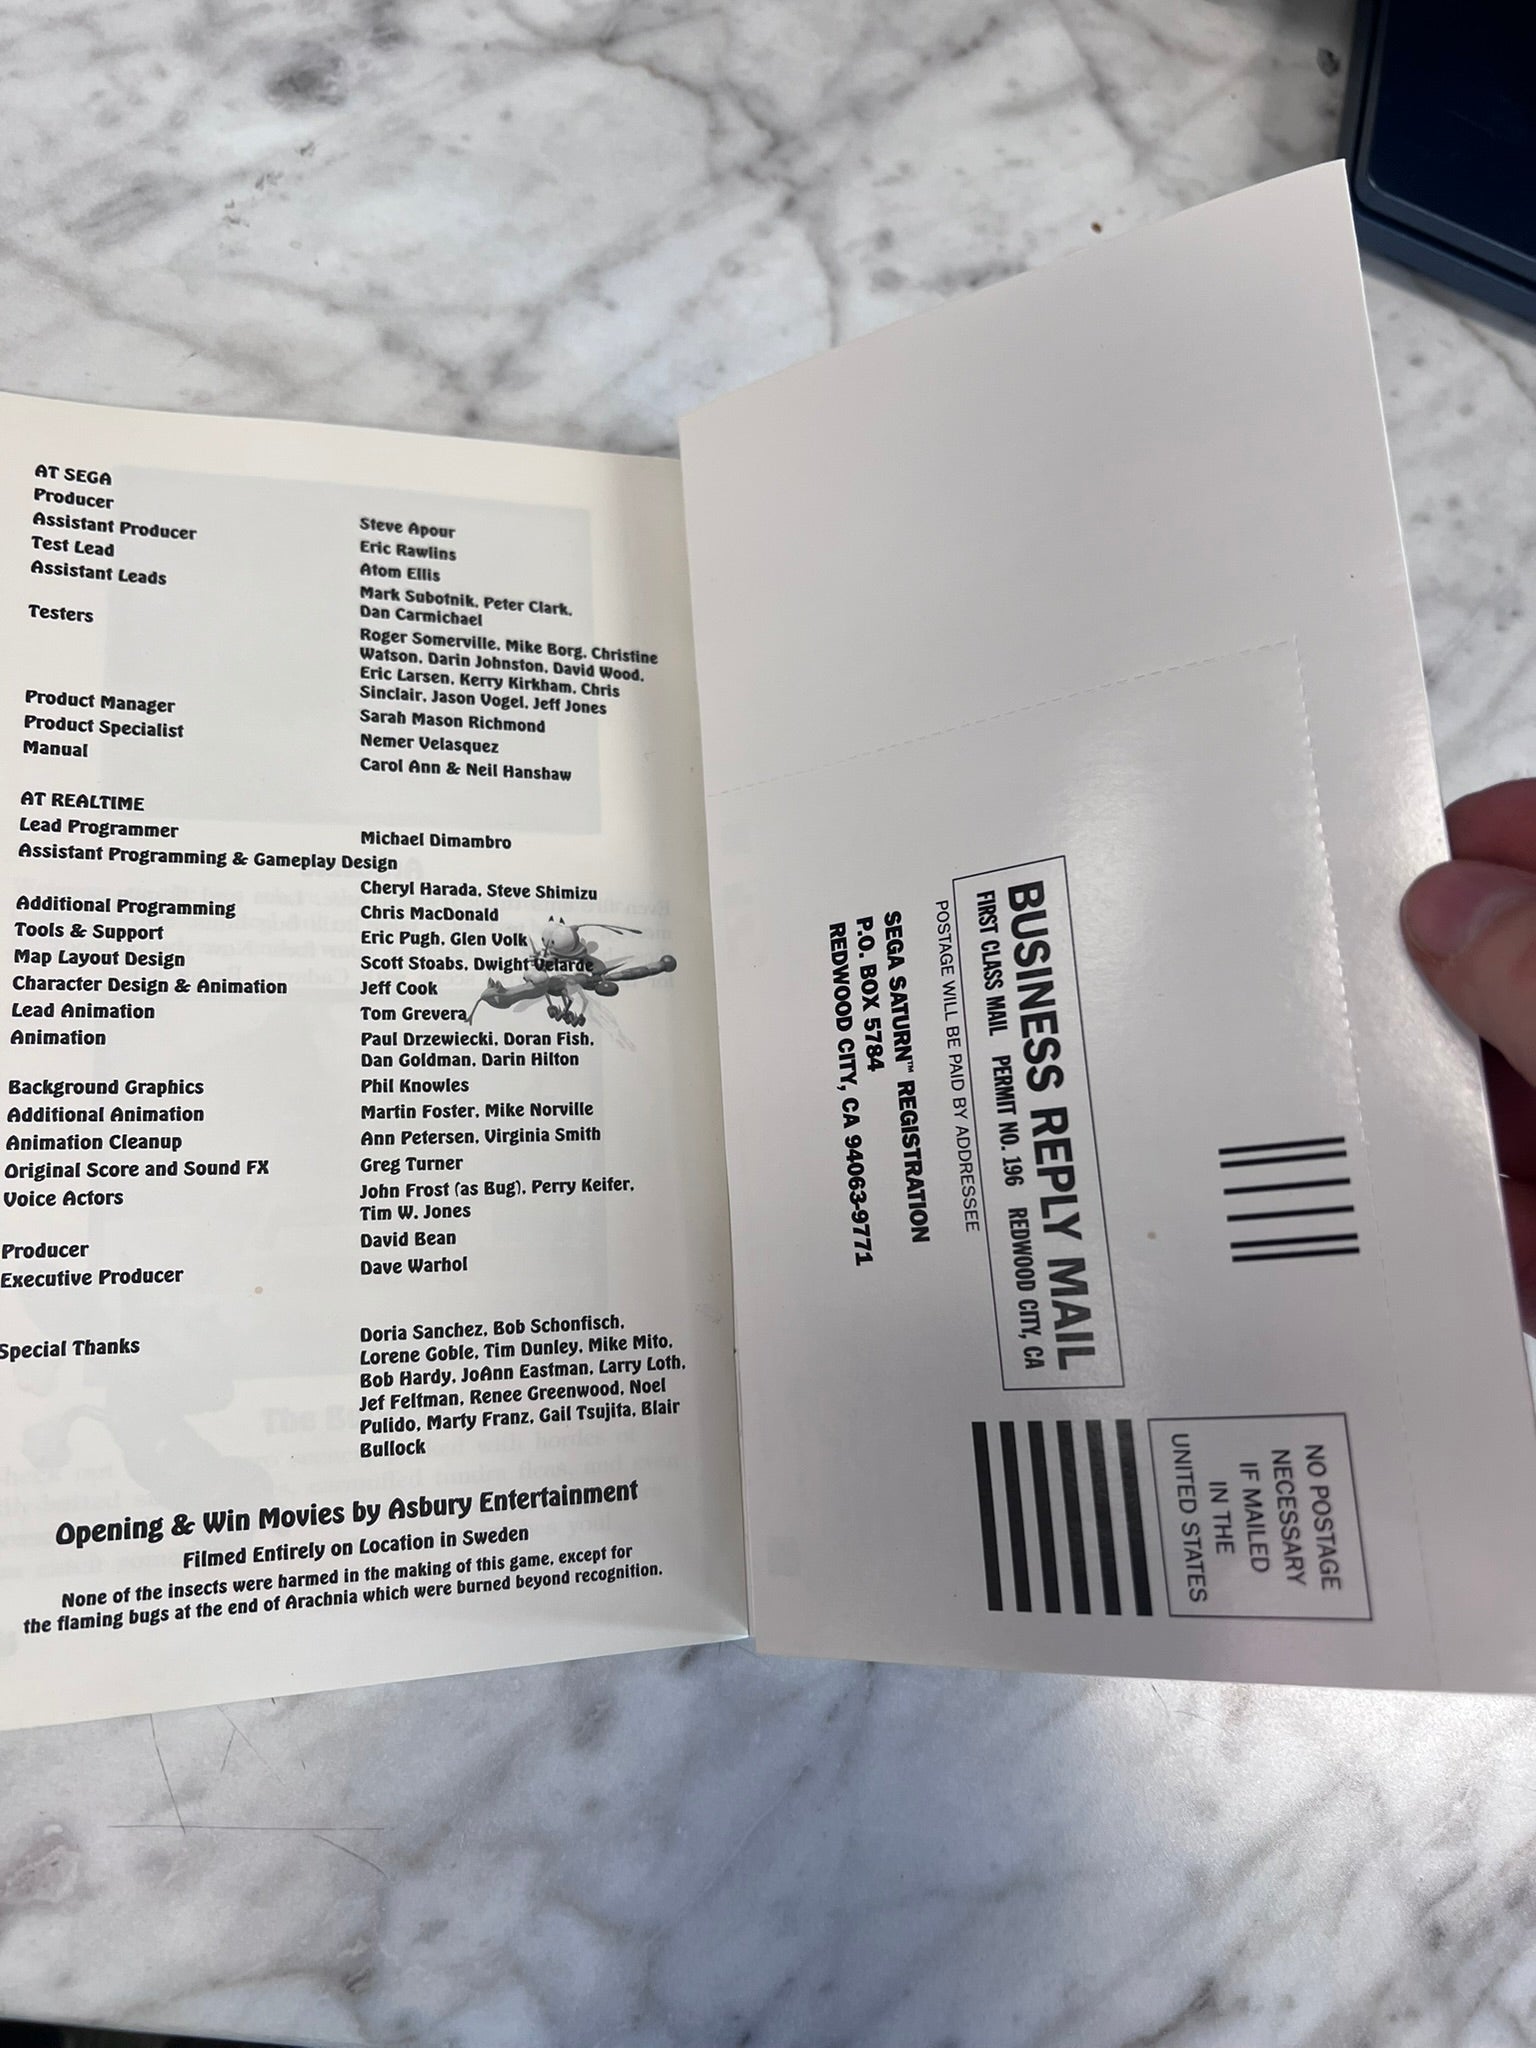 AT SEGA
Producer
Steve Apour
Assistant Producer
Eric Rawlins
Test Lead
Atom Ellis
Assistant Leads
Mark Subotnik, Peter Clark,
Dan Carmichael
Testers
Roger Somerville, Mike Borg, Christine
Watson, Darin Johnston, David Wood,
Eric Larsen, Kerry Kirkham, Chris
Sinclair, Jason Vogel, Jeff Jones
Product Manager
Sarah Mason Richmond
Product Specialist
Nemer Velasquez
Manual
Carol Ann & Neil Hanshaw
AT REALTIME
Lead Programmer
Michael Dimambro
Assistant Programming & Gameplay Design
Cheryl Harada, Steve Shimizu
Additional Programming
Chris MacDonald
Tools & Support
Eric Pugh, Glen Volk
Map Layout Design
Scott Stoabs, Dwight Velarde
Character Design & Animation
Jeff Cook
Lead Animation
Tom Grevera
Animation
Paul Drzewiecki, Doran Fish,
Dan Goldman, Darin Hilton
Background Graphics
Phil Knowles
Additional Animation
Martin Foster, Mike Norville
Animation Cleanup
Ann Petersen, Virginia Smith
Original Score and Sound FX
Greg Turner
Voice Actors
John Frost (as Bug), Perry Keifer,
Tim W. Jones
Producer
David Bean
Executive Producer
Dave Warhol
Special Thanks
Doria Sanchez, Bob Schonfisch,
Lorene Goble, Tim Dunley, Mike Mito,
Bob Hardy, JoAnn Eastman, Larry Loth,
Jef Feltman, Renee Greenwood, Noel
Pulido, Marty Franz, Gail Tsujita, Blair
Bullock
Opening & Win Movies by Asbury Entertainment
Filmed Entirely on Location in Sweden
None of the insects were harmed in the making of this game, except for
the flaming bugs at the end of Arachnia which were burned beyond recognition.
NO POSTAGE
NECESSARY
IF MAILED
IN THE
UNITED STATES
BUSINESS REPLY MAIL
FIRST CLASS MAIL PERMIT NO. 196 REDWOOD CITY, CA
POSTAGE WILL BE PAID BY ADDRESSEE
SEGA SATURN™ REGISTRATION
P.O. BOX 5784
REDWOOD CITY, CA 94063-9771